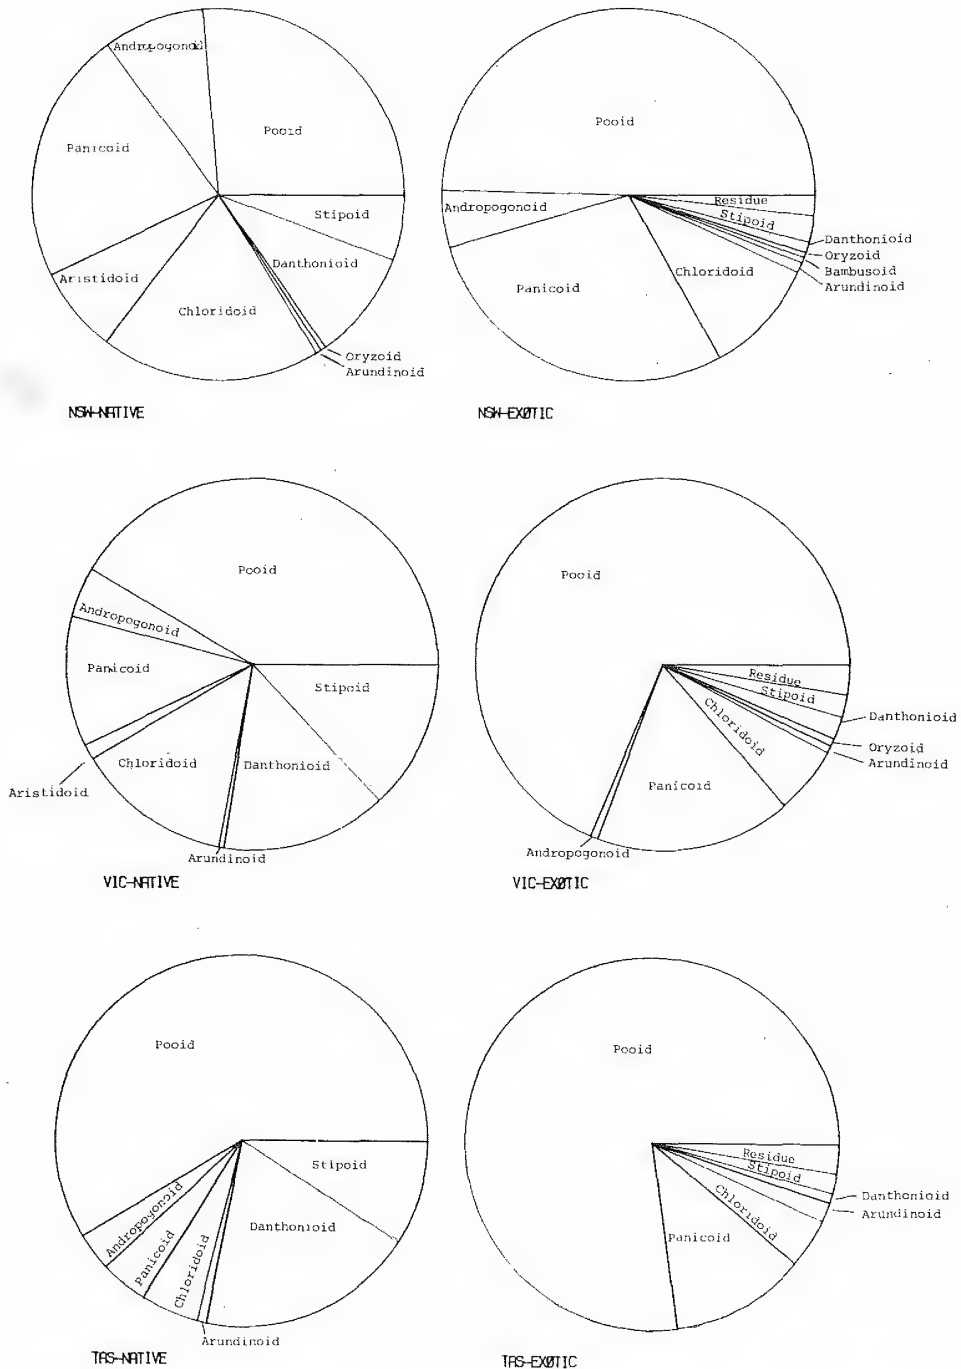 Andropogonoid
Pooid
Panicoid
Stipoid
Danthonioid
Aristidoid
Chloridoid
Oryzoid
Arundinoid
NSW-NATIVE
Pooid
Andropogonoid
Residue
Stipoid
Danthonioid
Oryzoid
Bambusoid
Arundinoid
Chloridoid
Panicoid
NSW-EXØTIC
Pooid
Andropogonoid
Panicoid
Stipoid
Chloridoid
Danthonioid
Aristidoid
Arundinoid
VIC-NATIVE
Pooid
Residue
Stipoid
Danthonioid
Chloridoid
Oryzoid
Arundinoid
Panicoid
Andropogonoid
VIC-EXØTIC
Pooid
Stipoid
Andropogonoid
Danthonioid
Panicoid
Chloridoid
Arundinoid
TAS-NATIVE
Pooid
Residue
Stipoid
Danthonioid
Arundinoid
Chloridoid
Panicoid
TAS-EXØTIC